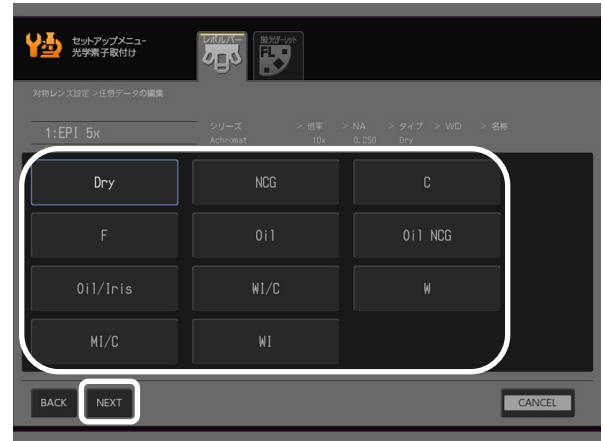 セットアップメニュー
光学素子取付け
レボルバー
蛍光ターレット
FL
対物レンズ設定 >任意データの編集
1:EPI 5x
シリーズ > 倍率 > NA > タイプ > WD > 名称
Achromat 10x 0.250 Dry
Dry NCG C
F Oil Oil NCG
Oil/Iris WI/C W
MI/C WI
BACK NEXT CANCEL